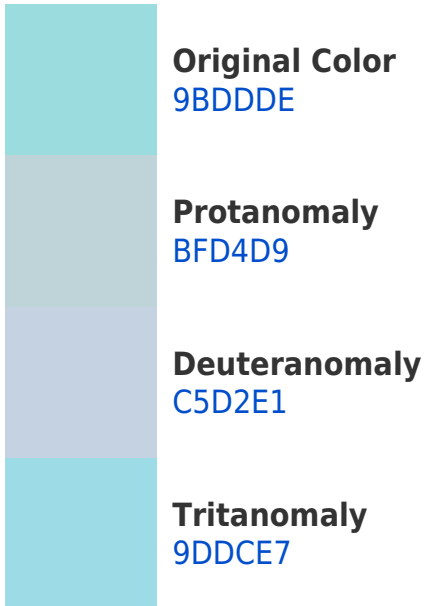 Original Color
9BDDDE
Protanomaly
BFD4D9
Deuteranomaly
C5D2E1
Tritanomaly
9DDCE7